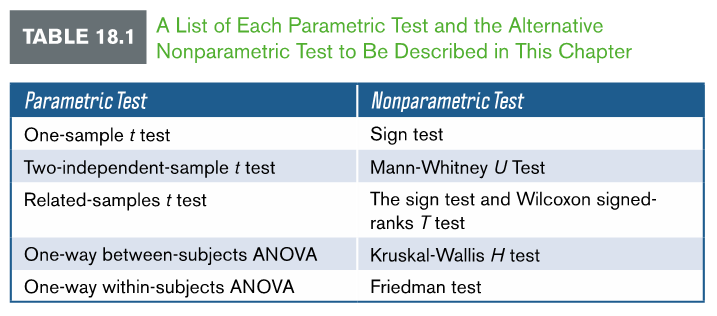 TABLE 18.1
A List of Each Parametric Test and the Alternative
Nonparametric Test to Be Described in This Chapter
Parametric Test Nonparametric Test
One-sample t test Sign test
Two-independent-sample t test Mann-Whitney U Test
Related-samples t test The sign test and Wilcoxon signed-
ranks T test
One-way between-subjects ANOVA Kruskal-Wallis H test
One-way within-subjects ANOVA Friedman test